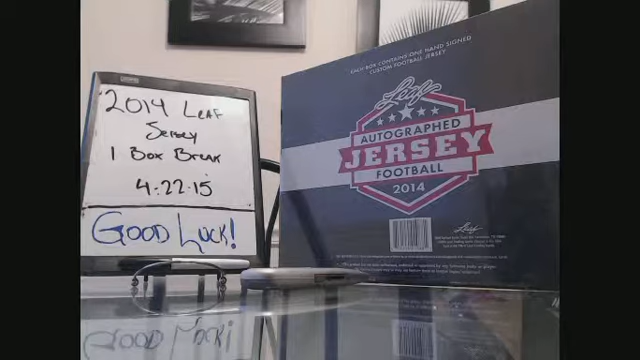 2014 LEAF
JERSEY
1 BOX BREAK
4.22.15
GOOD LUCK!
EACH BOX CONTAINS ONE HAND SIGNED
CUSTOM FOOTBALL JERSEY
Leaf
AUTOGRAPHED
JERSEY
FOOTBALL
2014
Leaf